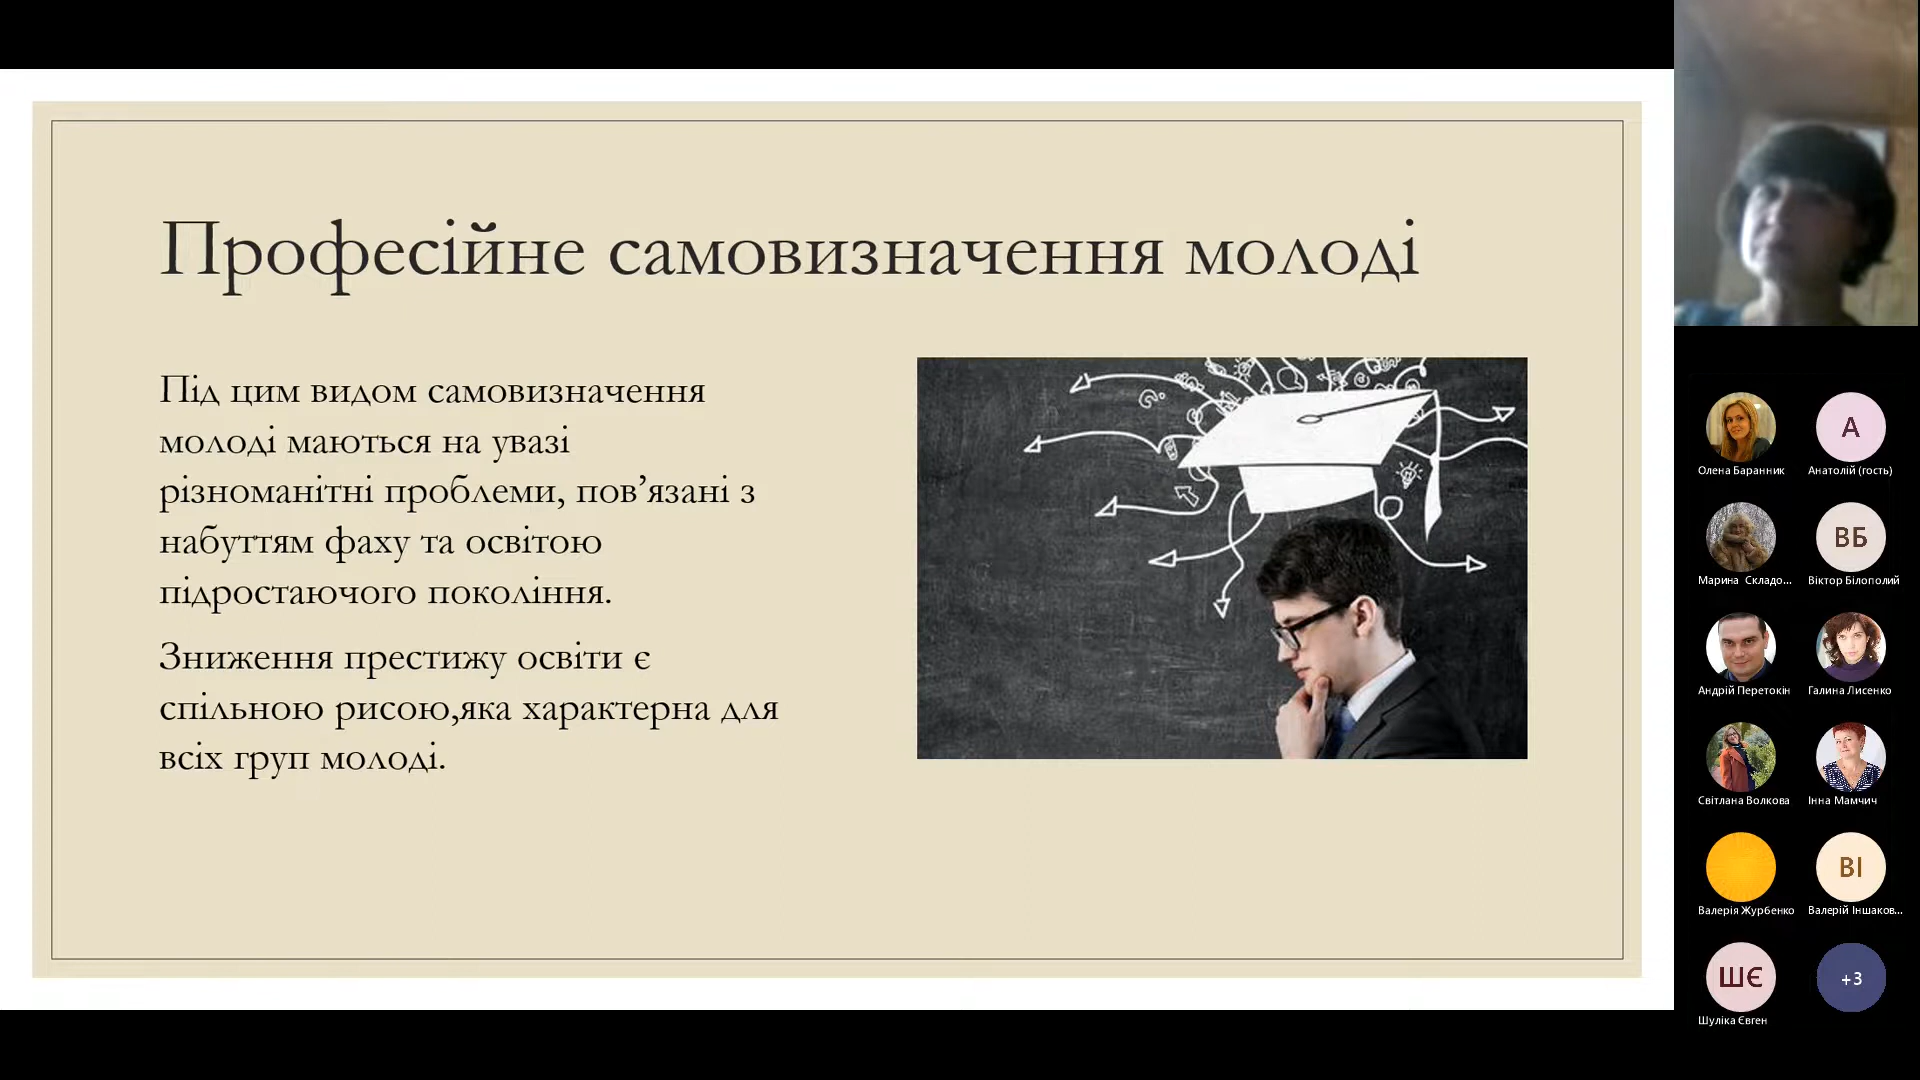 Професійне самовизначення молоді
Під цим видом самовизначення
молоді маються на увазі
різноманітні проблеми, пов’язані з
набуттям фаху та освітою
підростаючого покоління.
Зниження престижу освіти є
спільною рисою,яка характерна для
всіх груп молоді.
Олена Баранник
А
Анатолій (гость)
Марина Складо...
ВБ
Віктор Білополий
Андрій Перетокін
Галина Лисенко
Світлана Волкова
Інна Мамчич
Валерія Журбенко
ВІ
Валерій Іншаков...
ШЄ
Шуліка Євген
+3